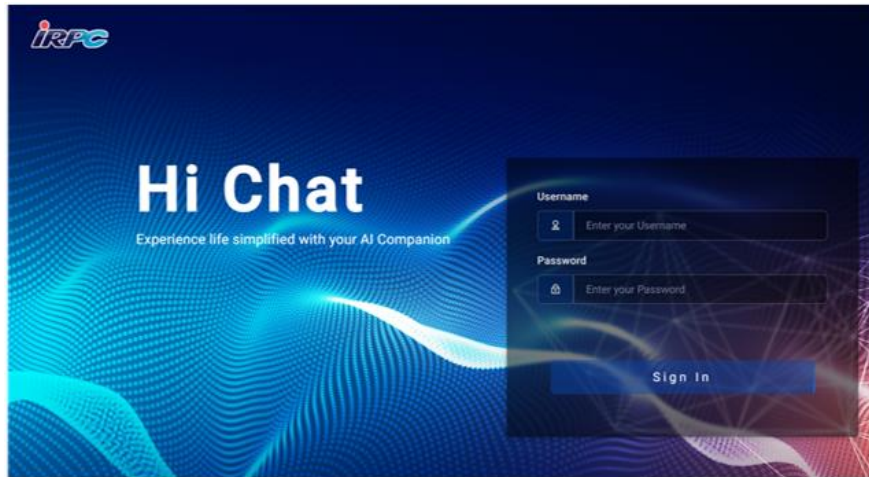 iRPC
Hi Chat
Experience life simplified with your AI Companion
Username
Enter your Username
Password
Enter your Password
Sign In